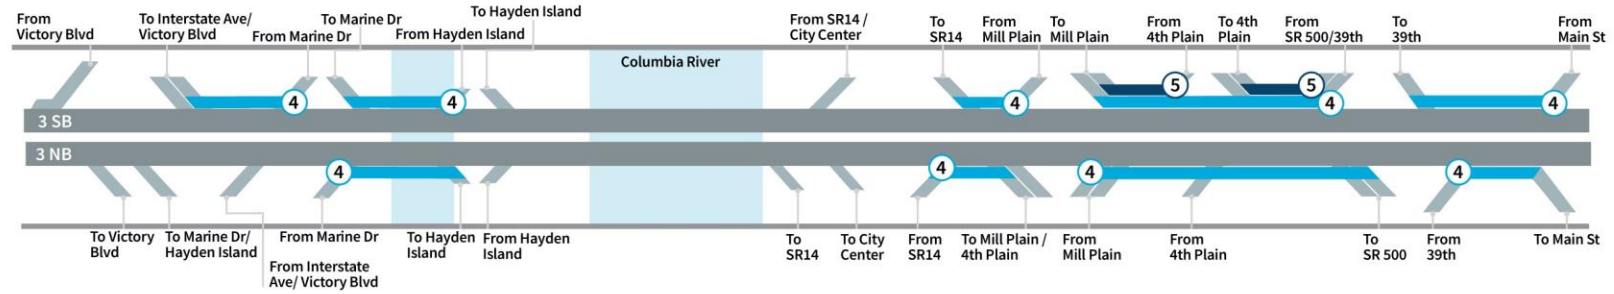 From
Victory Blvd
To Interstate Ave/
Victory Blvd
From Marine Dr
To Marine Dr
From Hayden Island
To Hayden Island
Columbia River
From SR14 /
City Center
To
SR14
From
Mill Plain
To
Mill Plain
From
4th Plain
To 4th
Plain
From
SR 500/39th
To
39th
From
Main St
4
4
4
5
5
4
4
3 SB
3 NB
4
4
4
4
To Victory
Blvd
To Marine Dr/
Hayden Island
From Interstate
Ave/ Victory Blvd
From Marine Dr
To Hayden
Island
From Hayden
Island
To
SR14
To City
Center
From
SR14
To Mill Plain /
4th Plain
From
Mill Plain
From
4th Plain
To
SR 500
From
39th
To Main St